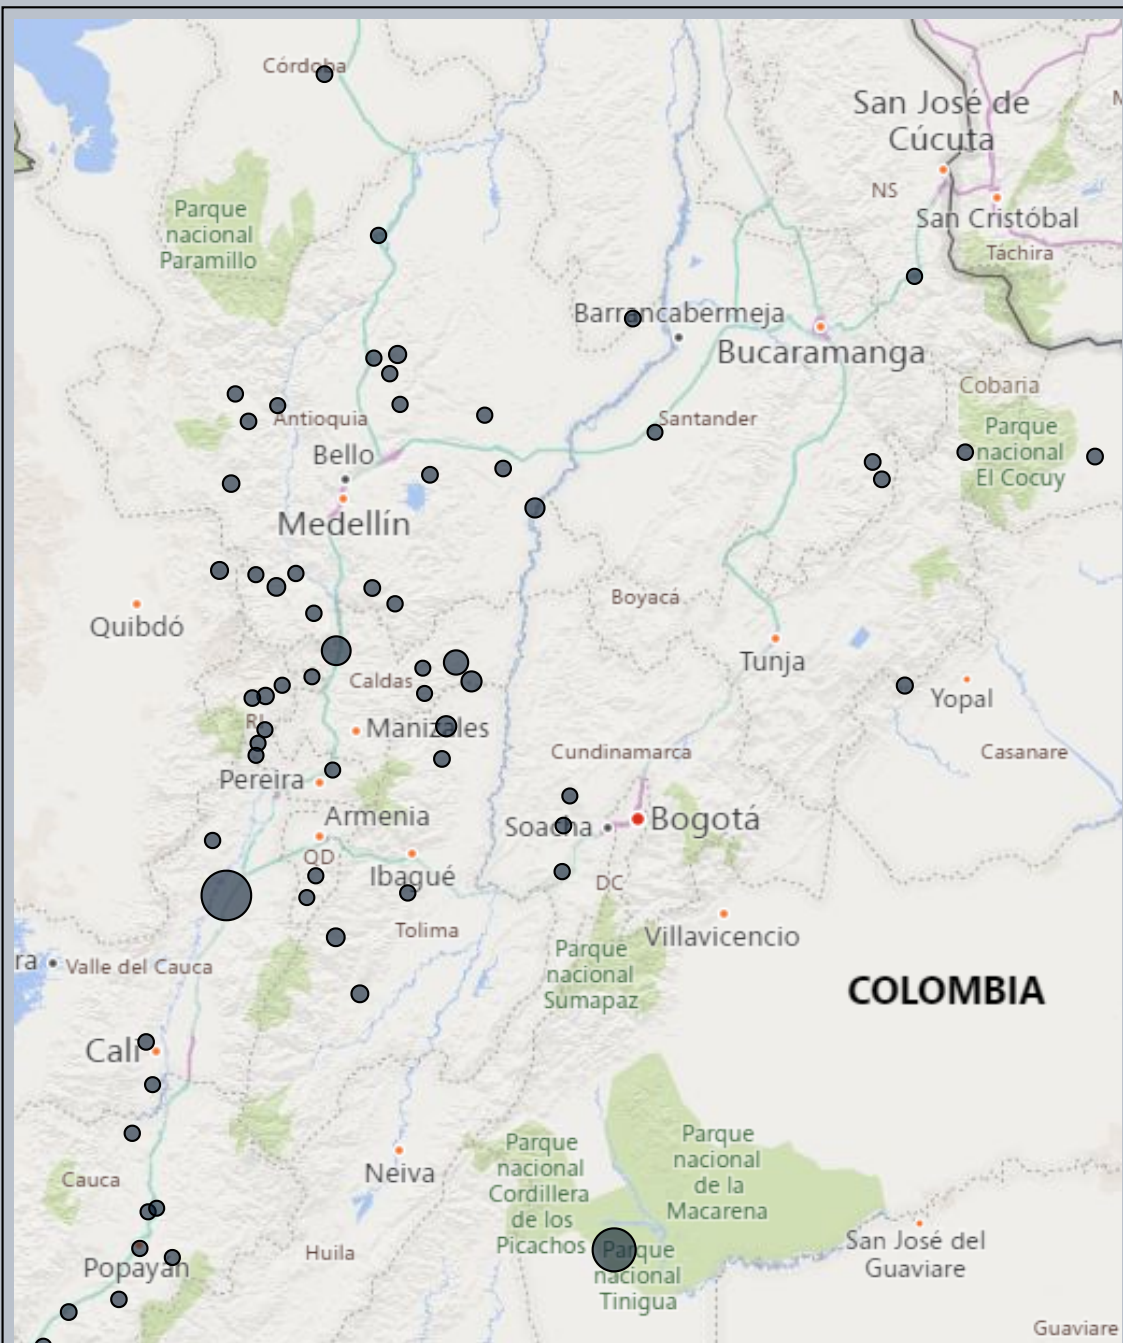 Córdoba
San José de
Cúcuta
NS
San Cristóbal
Táchira
Parque
nacional
Paramillo
Barrancabermeja
Bucaramanga
Cobaria
Antioquia
Santander
Parque
nacional
El Cocuy
Bello
Medellín
Quibdó
Boyacá
Tunja
Caldas
Yopal
RI
Manizales
Cundinamarca
Casanare
Pereira
Armenia
Soacha
Bogotá
QD
Ibagué
DC
Tolima
Villavicencio
ra
Valle del Cauca
Parque
nacional
Sumapaz
COLOMBIA
Cali
Parque
nacional
Cordillera
de los
Picachos
Parque
nacional
de la
Macarena
Neiva
Cauca
Huila
Popayán
Parque
nacional
Tinigua
San José del
Guaviare
Guaviare